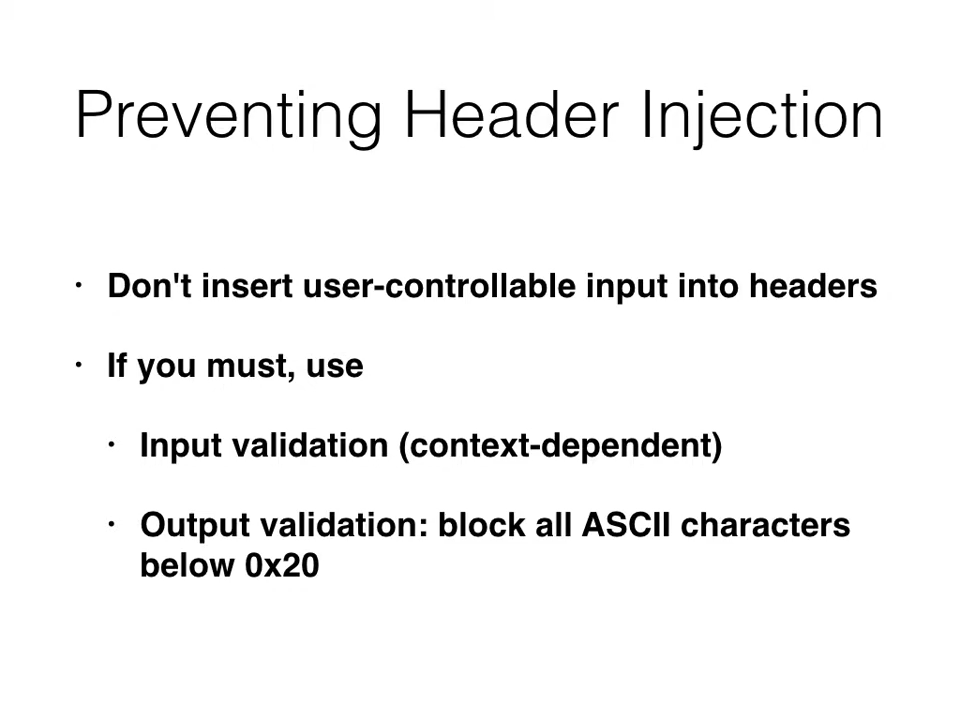 Preventing Header Injection
• Don't insert user-controllable input into headers
• If you must, use
• Input validation (context-dependent)
• Output validation: block all ASCII characters
below 0x20